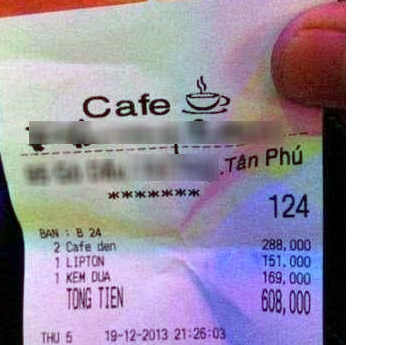 Cafe
.Tân Phú
*******
124
BAN : B 24
2 Cafe den 288,000
1 LIPTON 151,000
1 KEM DUA 169,000
TONG TIEN 608,000
THU 5 19-12-2013 21:26:03